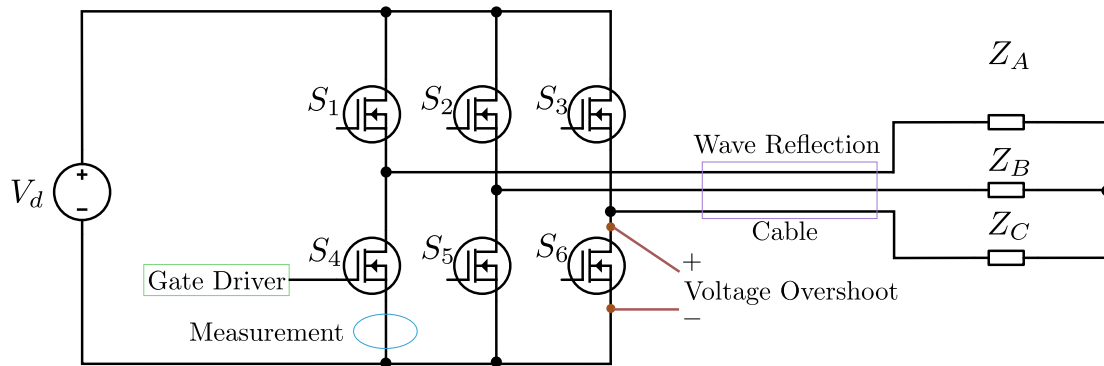 Z_A
S_1
S_2
S_3
Wave Reflection
Z_B
+
V_d
−
Cable
Z_C
S_4
S_5
S_6
+
Gate Driver
Voltage Overshoot
−
Measurement